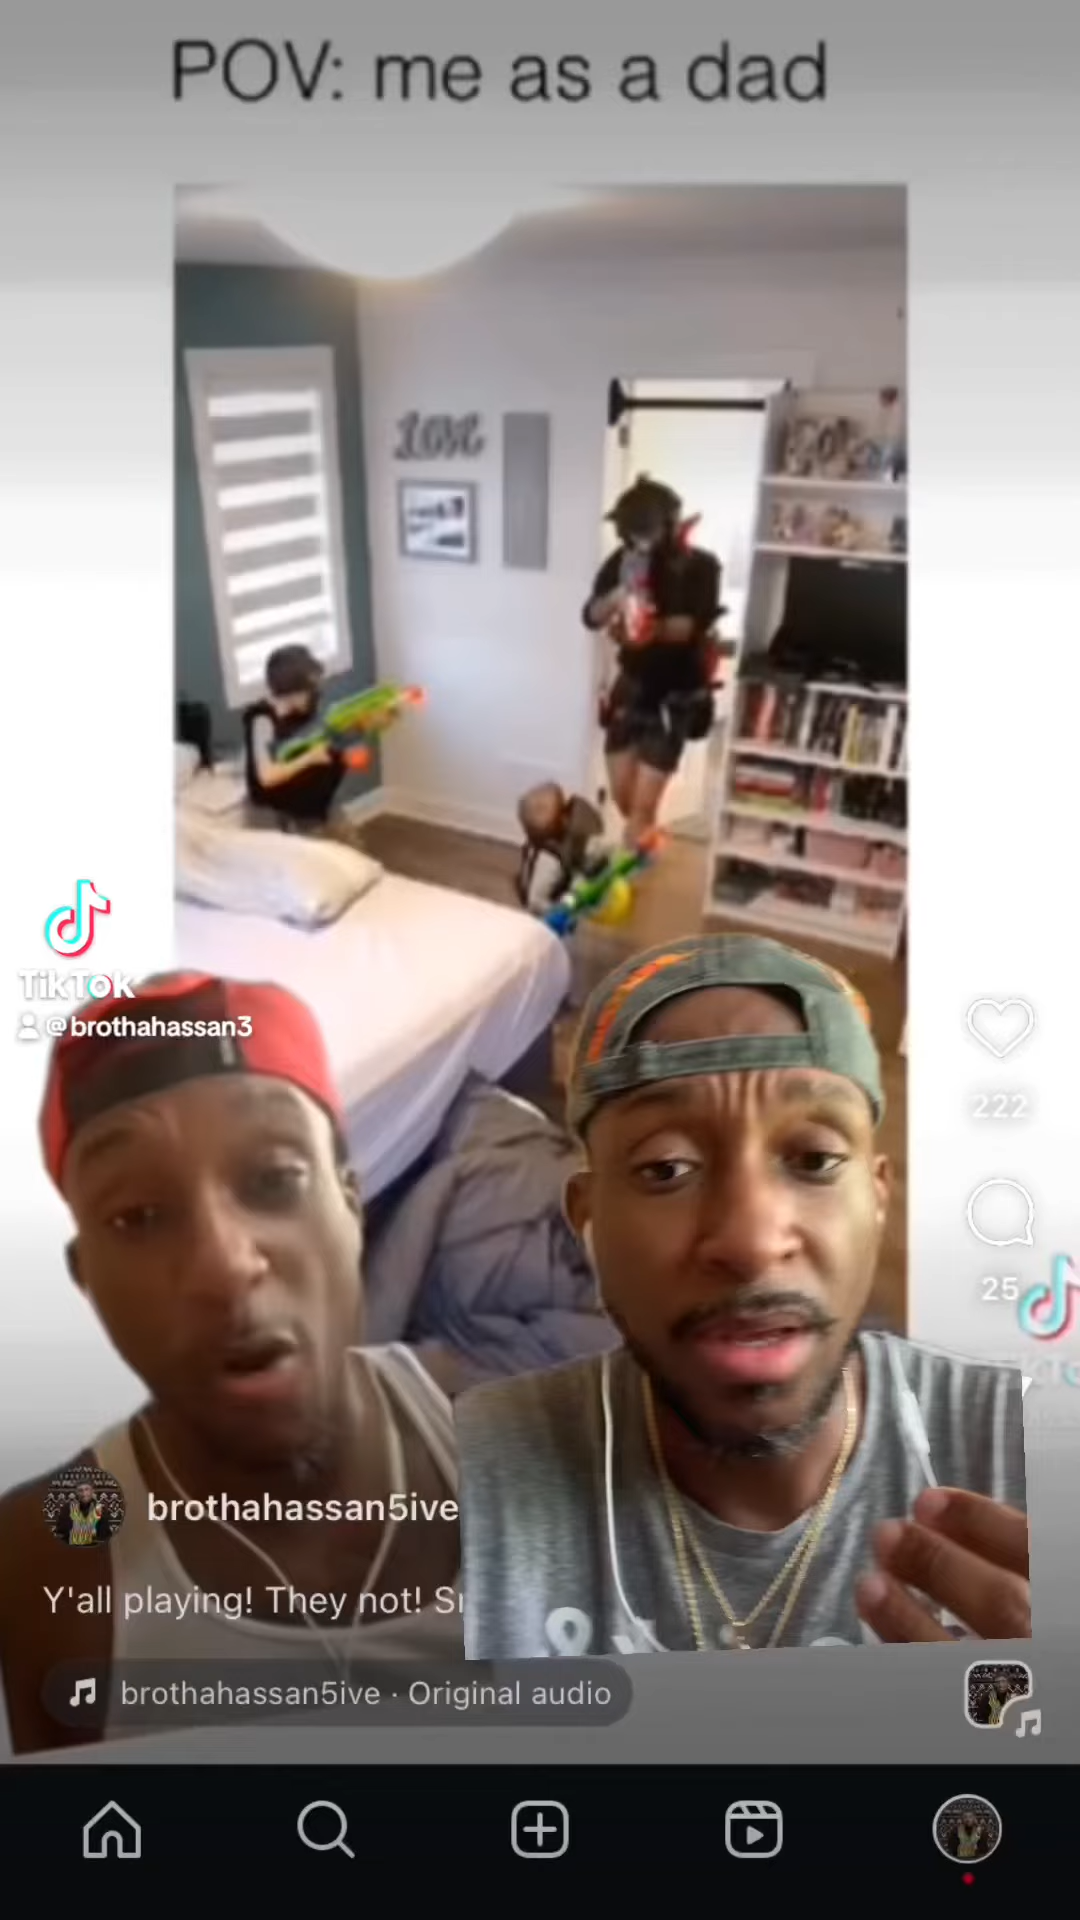 POV: me as a dad
LOVE
TikTok
@brothahassan3
222
25
brothahassan5ive
Y'all playing! They not!
brothahassan5ive · Original audio